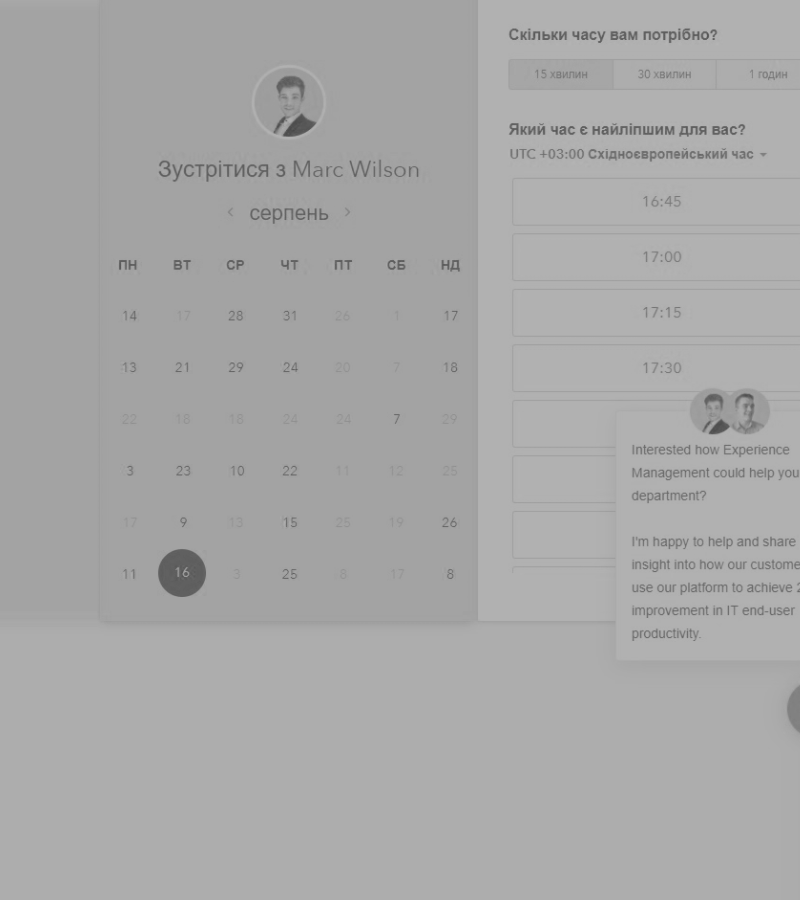 Зустрітися з Marc Wilson
серпень
ПН ВТ СР ЧТ ПТ СБ НД
14 17 28 31 26 1 17
13 21 29 24 20 7 18
22 18 18 24 24 7 29
3 23 10 22 11 12 25
17 9 13 15 25 19 26
11 16 3 25 8 17 8
Скільки часу вам потрібно?
15 хвилин 30 хвилин 1 годин
Який час є найліпшим для вас?
UTC +03:00 Східноєвропейський час
16:45
17:00
17:15
17:30
Interested how Experience
Management could help you
department?
I'm happy to help and share
insight into how our custome
use our platform to achieve 2
improvement in IT end-user
productivity.